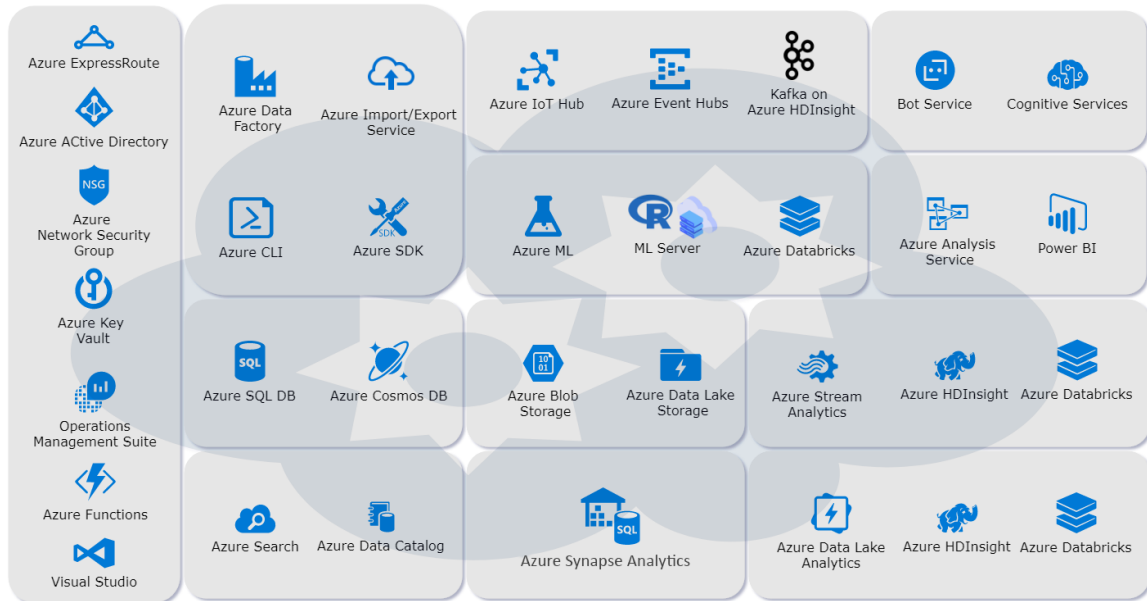 Azure ExpressRoute
Azure ACtive Directory
NSG
Azure
Network Security
Group
Azure Key
Vault
Operations
Management Suite
Azure Functions
Visual Studio
Azure Data
Factory
Azure Import/Export
Service
Azure CLI
SDK
Azure SDK
Azure IoT Hub
Azure Event Hubs
Kafka on
Azure HDInsight
Bot Service
Cognitive Services
Azure ML
R
ML Server
Azure Databricks
Azure Analysis
Service
Power BI
SQL
Azure SQL DB
Azure Cosmos DB
10
01
Azure Blob
Storage
Azure Data Lake
Storage
Azure Stream
Analytics
Azure HDInsight
Azure Databricks
Azure Search
Azure Data Catalog
SQL
Azure Synapse Analytics
Azure Data Lake
Analytics
Azure HDInsight
Azure Databricks